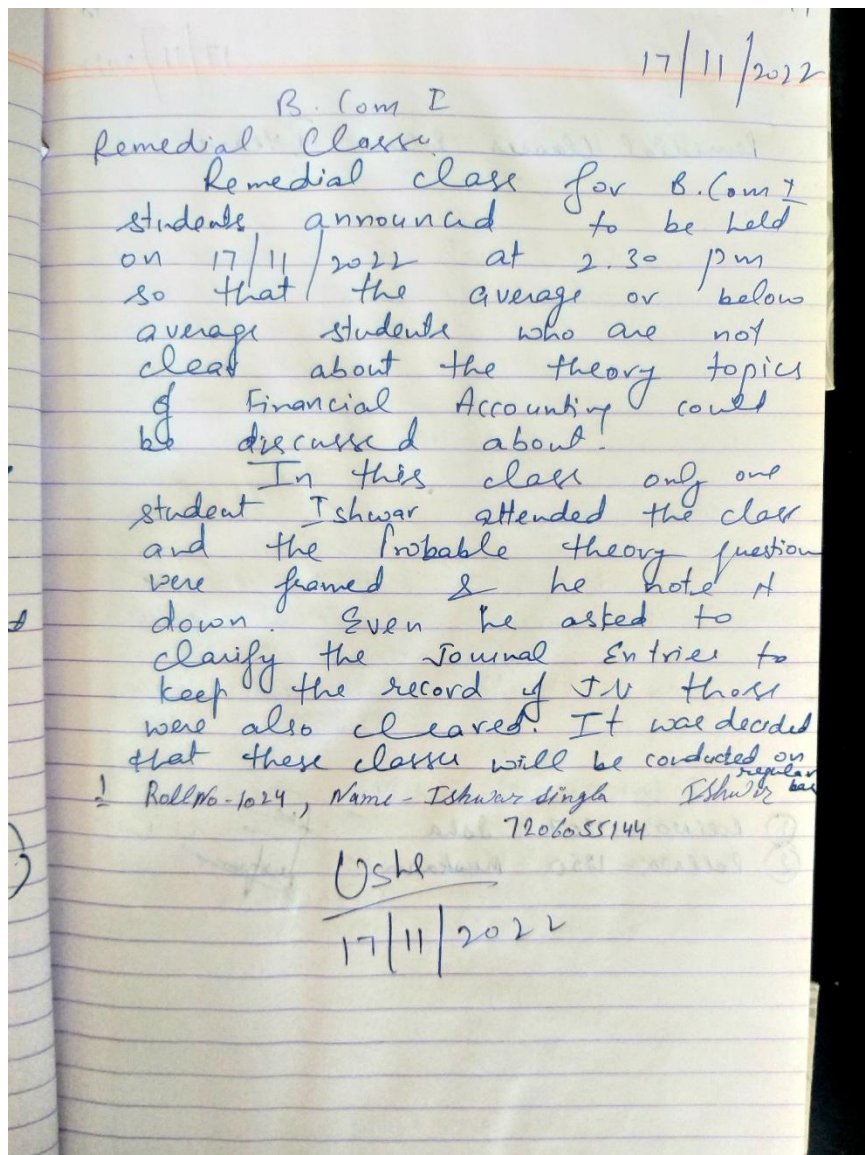 17/11/2022
B. Com I
Remedial Classe.
Remedial class for B. Com I
students announced to be held
on 17/11/2022 at 2.30 pm
so that the average or below
average students who are not
clear about the theory topics
of Financial Accounting could
be discussed about.
In this class only one
student Ishwar attended the class
and the Probable theory question
were framed & he note it
down. Even he asked to
clarify the Journal Entries to
keep the record of those
were also cleared. It was decided
that these classes will be conducted on
regular bas
1 Roll No - 1024, Name - Ishwar Singla Ishwar
7206055144
Usha
17/11/2022